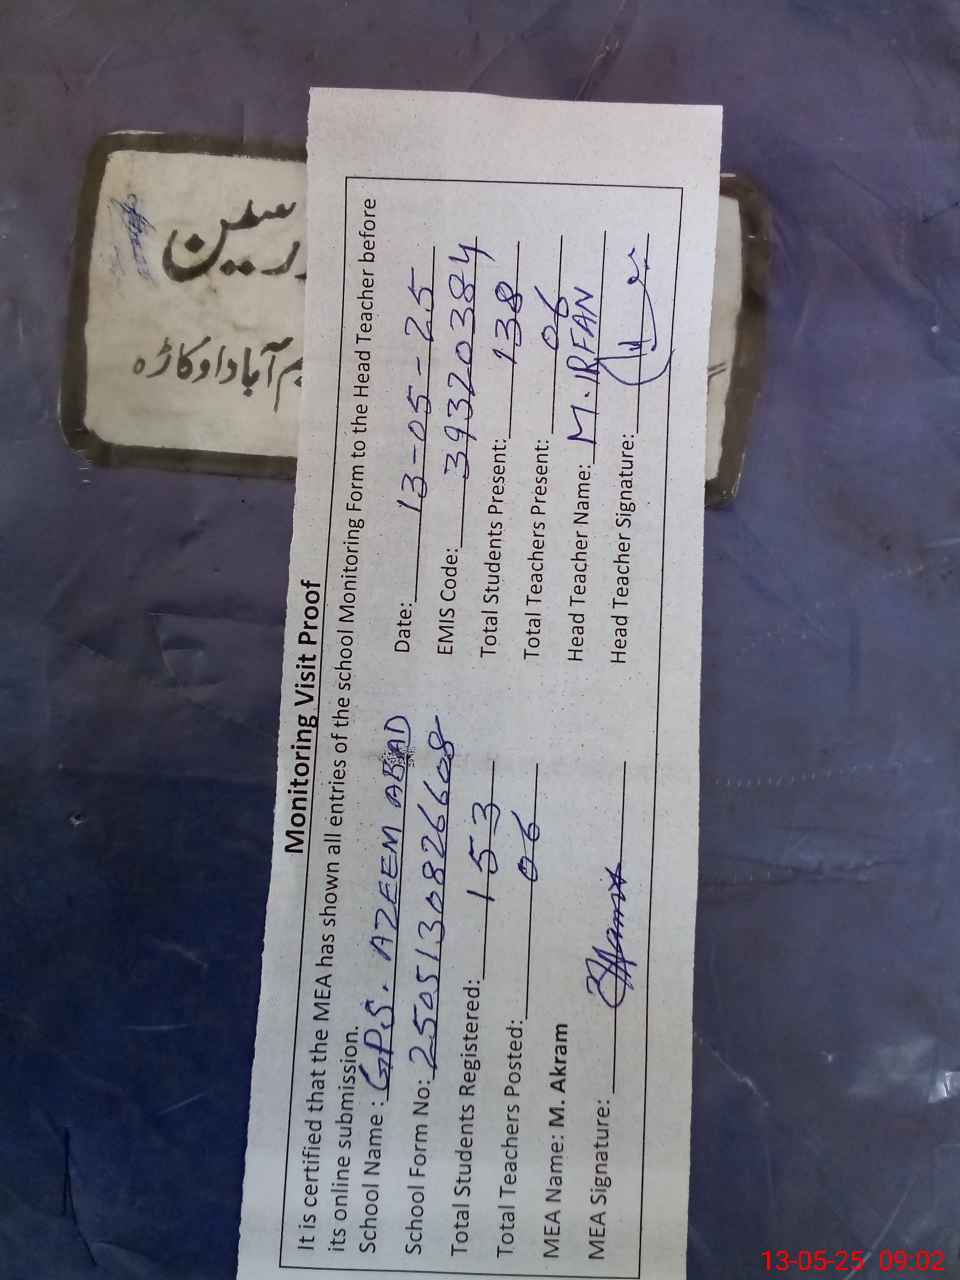 Monitoring Visit Proof
It is certified that the MEA has shown all entries of the school Monitoring Form to the Head Teacher before
its online submission.
School Name : G.P.S. AZEEM ABAD
Date: 13-05-25
School Form No: 2505130826608
EMIS Code: 39320384
Total Students Registered: 153
Total Students Present: 138
Total Teachers Posted: 06
Total Teachers Present: 06
MEA Name: M. Akram
Head Teacher Name: M. IRFAN
MEA Signature:
Head Teacher Signature:
آباد اوکاڑہ
13-05-25 09:02